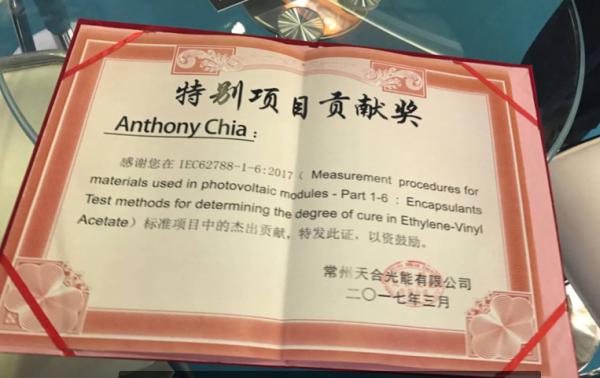 特别项目贡献奖
Anthony Chia：
感谢您在 IEC62788-1-6:2017（ Measurement procedures for
materials used in photovoltaic modules - Part 1-6 : Encapsulants
Test methods for determining the degree of cure in Ethylene-Vinyl
Acetate）标准项目中的杰出贡献，特发此证，以资鼓励。
常州天合光能有限公司
二〇一七年三月